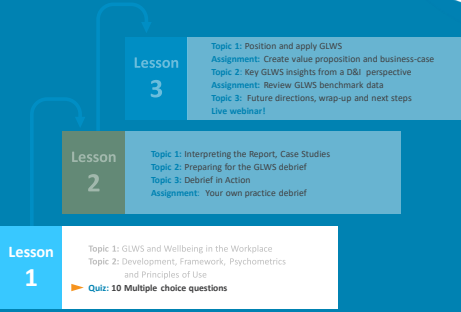 Lesson
3
Topic 1: Position and apply GLWS
Assignment: Create value proposition and business-case
Topic 2: Key GLWS insights from a D&I perspective
Assignment: Review GLWS benchmark data
Topic 3: Future directions, wrap-up and next steps
Live webinar!
Lesson
2
Topic 1: Interpreting the Report, Case Studies
Topic 2: Preparing for the GLWS debrief
Topic 3: Debrief in Action
Assignment: Your own practice debrief
Lesson
1
Topic 1: GLWS and Wellbeing in the Workplace
Topic 2: Development, Framework, Psychometrics
and Principles of Use
Quiz: 10 Multiple choice questions